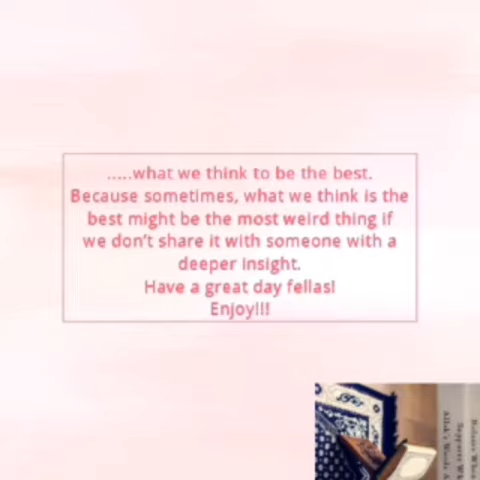 .....what we think to be the best.
Because sometimes, what we think is the
best might be the most weird thing if
we don't share it with someone with a
deeper insight.
Have a great day fellas!
Enjoy!!!